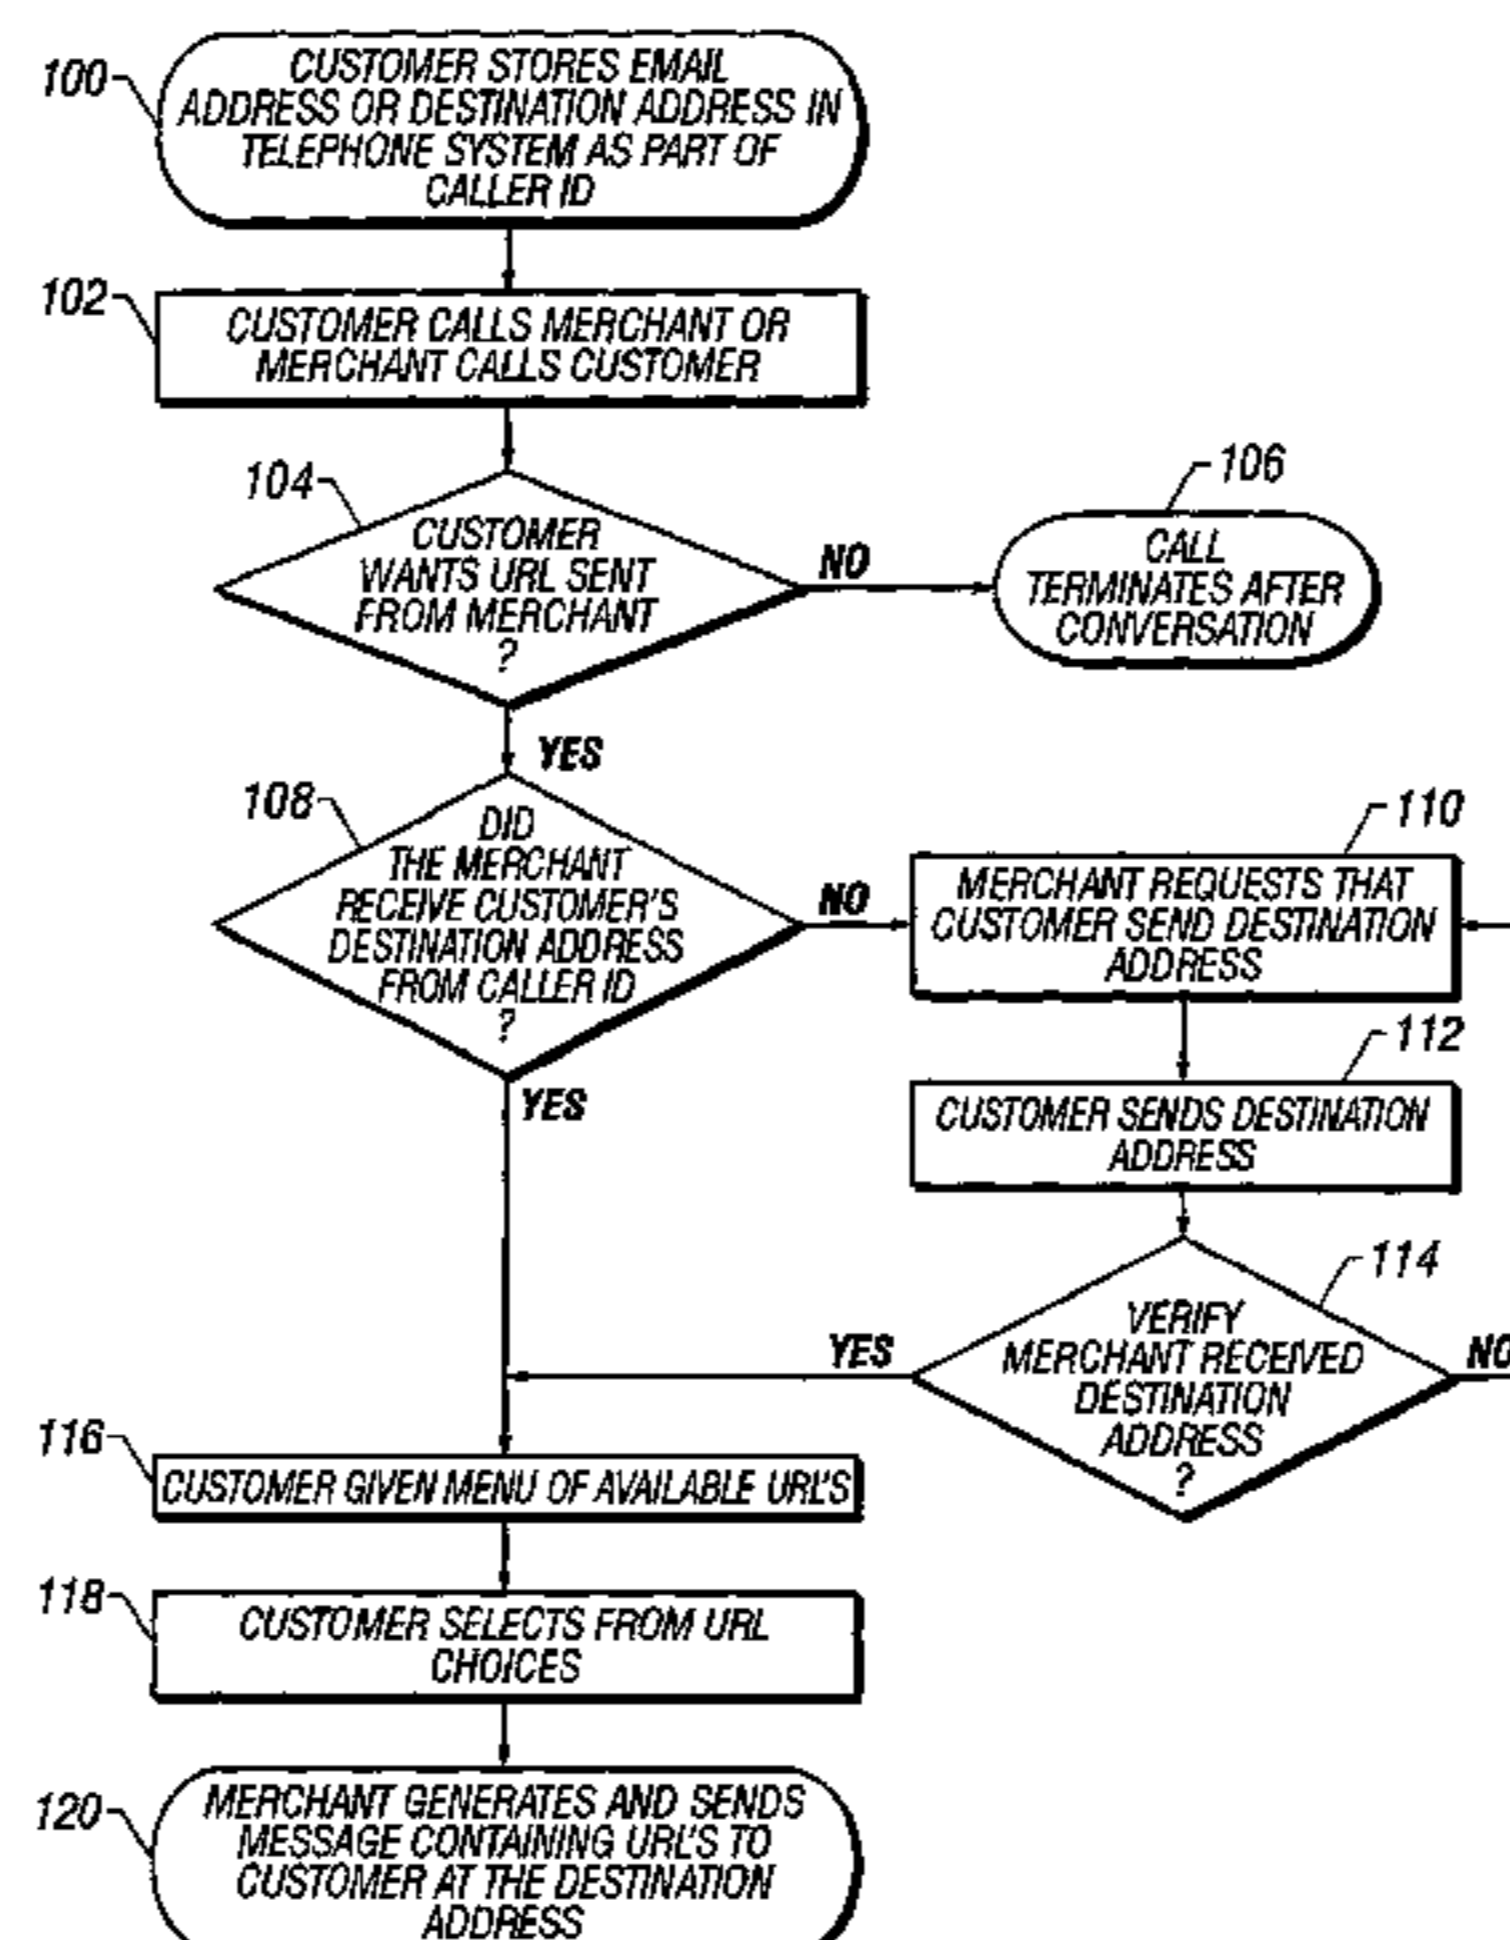 100
CUSTOMER STORES EMAIL
ADDRESS OR DESTINATION ADDRESS IN
TELEPHONE SYSTEM AS PART OF
CALLER ID
102
CUSTOMER CALLS MERCHANT OR
MERCHANT CALLS CUSTOMER
104
CUSTOMER
WANTS URL SENT
FROM MERCHANT
?
NO
106
CALL
TERMINATES AFTER
CONVERSATION
YES
108
DID
THE MERCHANT
RECEIVE CUSTOMER'S
DESTINATION ADDRESS
FROM CALLER ID
?
NO
110
MERCHANT REQUESTS THAT
CUSTOMER SEND DESTINATION
ADDRESS
YES
112
CUSTOMER SENDS DESTINATION
ADDRESS
114
VERIFY
MERCHANT RECEIVED
DESTINATION
ADDRESS
?
YES
NO
116
CUSTOMER GIVEN MENU OF AVAILABLE URL'S
118
CUSTOMER SELECTS FROM URL
CHOICES
120
MERCHANT GENERATES AND SENDS
MESSAGE CONTAINING URL'S TO
CUSTOMER AT THE DESTINATION
ADDRESS